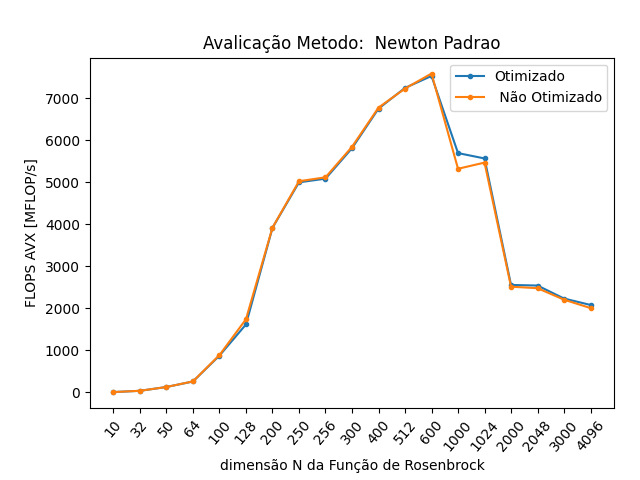 Avalicação Metodo:  Newton Padrao
Otimizado
Não Otimizado
FLOPS AVX [MFLOP/s]
7000
6000
5000
4000
3000
2000
1000
0
10 32 50 64 100 128 200 250 256 300 400 512 600 1000 1024 2000 2048 3000 4096
dimensão N da Função de Rosenbrock